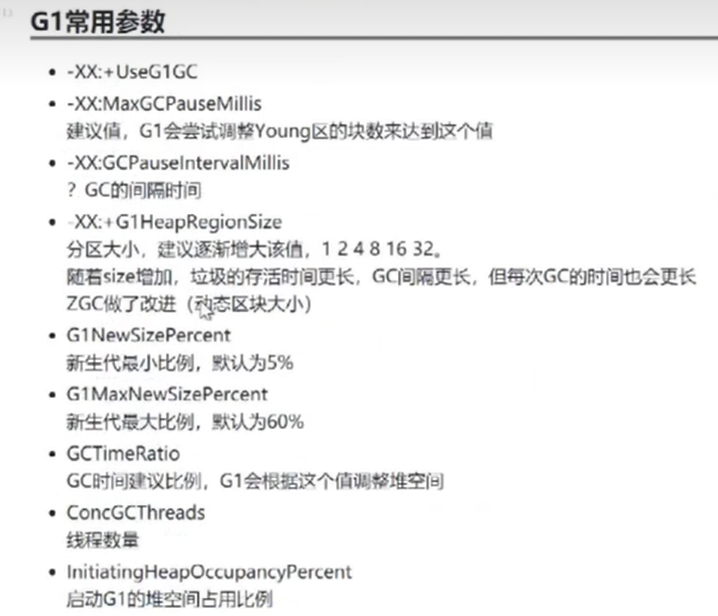 G1常用参数
-XX:+UseG1GC
-XX:MaxGCPauseMillis
建议值，G1会尝试调整Young区的块数来达到这个值
-XX:GCPauseIntervalMillis
？GC的间隔时间
-XX:+G1HeapRegionSize
分区大小，建议逐渐增大该值，1 2 4 8 16 32。
随着size增加，垃圾的存活时间更长，GC间隔更长，但每次GC的时间也会更长
ZGC做了改进（动态区块大小）
G1NewSizePercent
新生代最小比例，默认为5%
G1MaxNewSizePercent
新生代最大比例，默认为60%
GCTimeRatio
GC时间建议比例，G1会根据这个值调整堆空间
ConcGCThreads
线程数量
InitiatingHeapOccupancyPercent
启动G1的堆空间占用比例